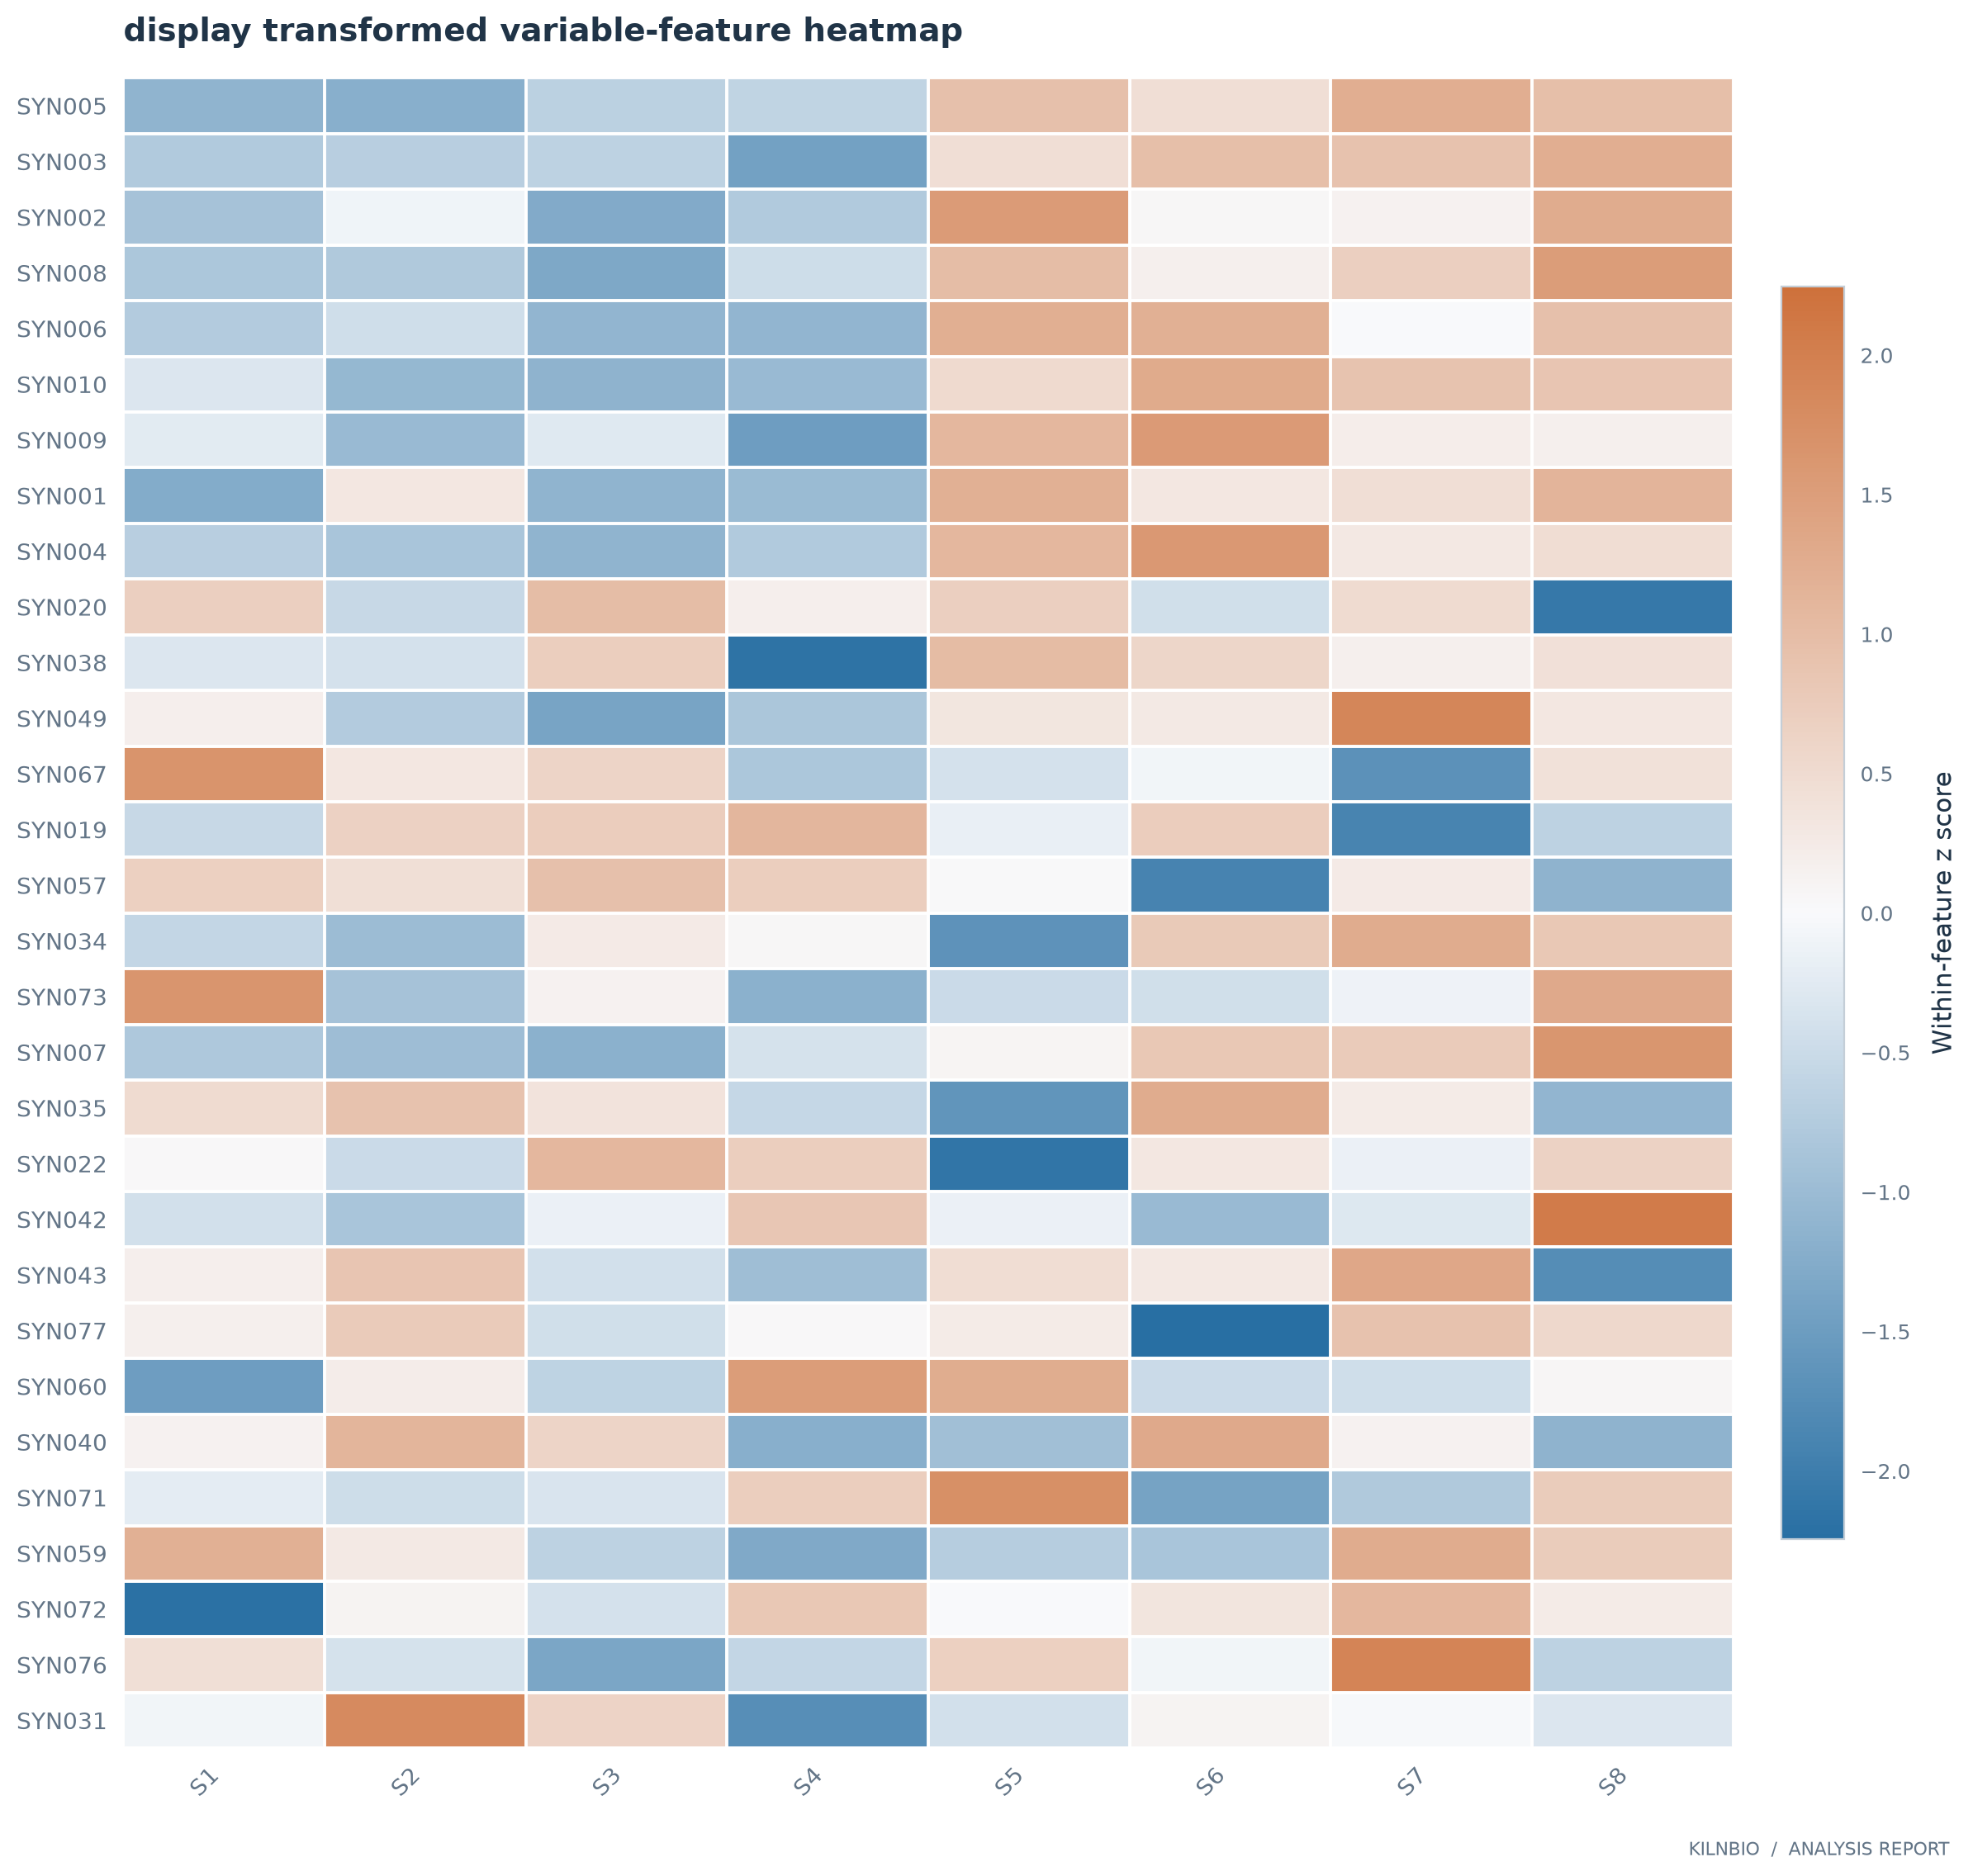 display transformed variable-feature heatmap
SYN005
SYN003
SYN002
SYN008
SYN006
SYN010
SYN009
SYN001
SYN004
SYN020
SYN038
SYN049
SYN067
SYN019
SYN057
SYN034
SYN073
SYN007
SYN035
SYN022
SYN042
SYN043
SYN077
SYN060
SYN040
SYN071
SYN059
SYN072
SYN076
SYN031
S1
S2
S3
S4
S5
S6
S7
S8
2.0
1.5
1.0
0.5
0.0
−0.5
−1.0
−1.5
−2.0
Within-feature z score
KILNBIO / ANALYSIS REPORT